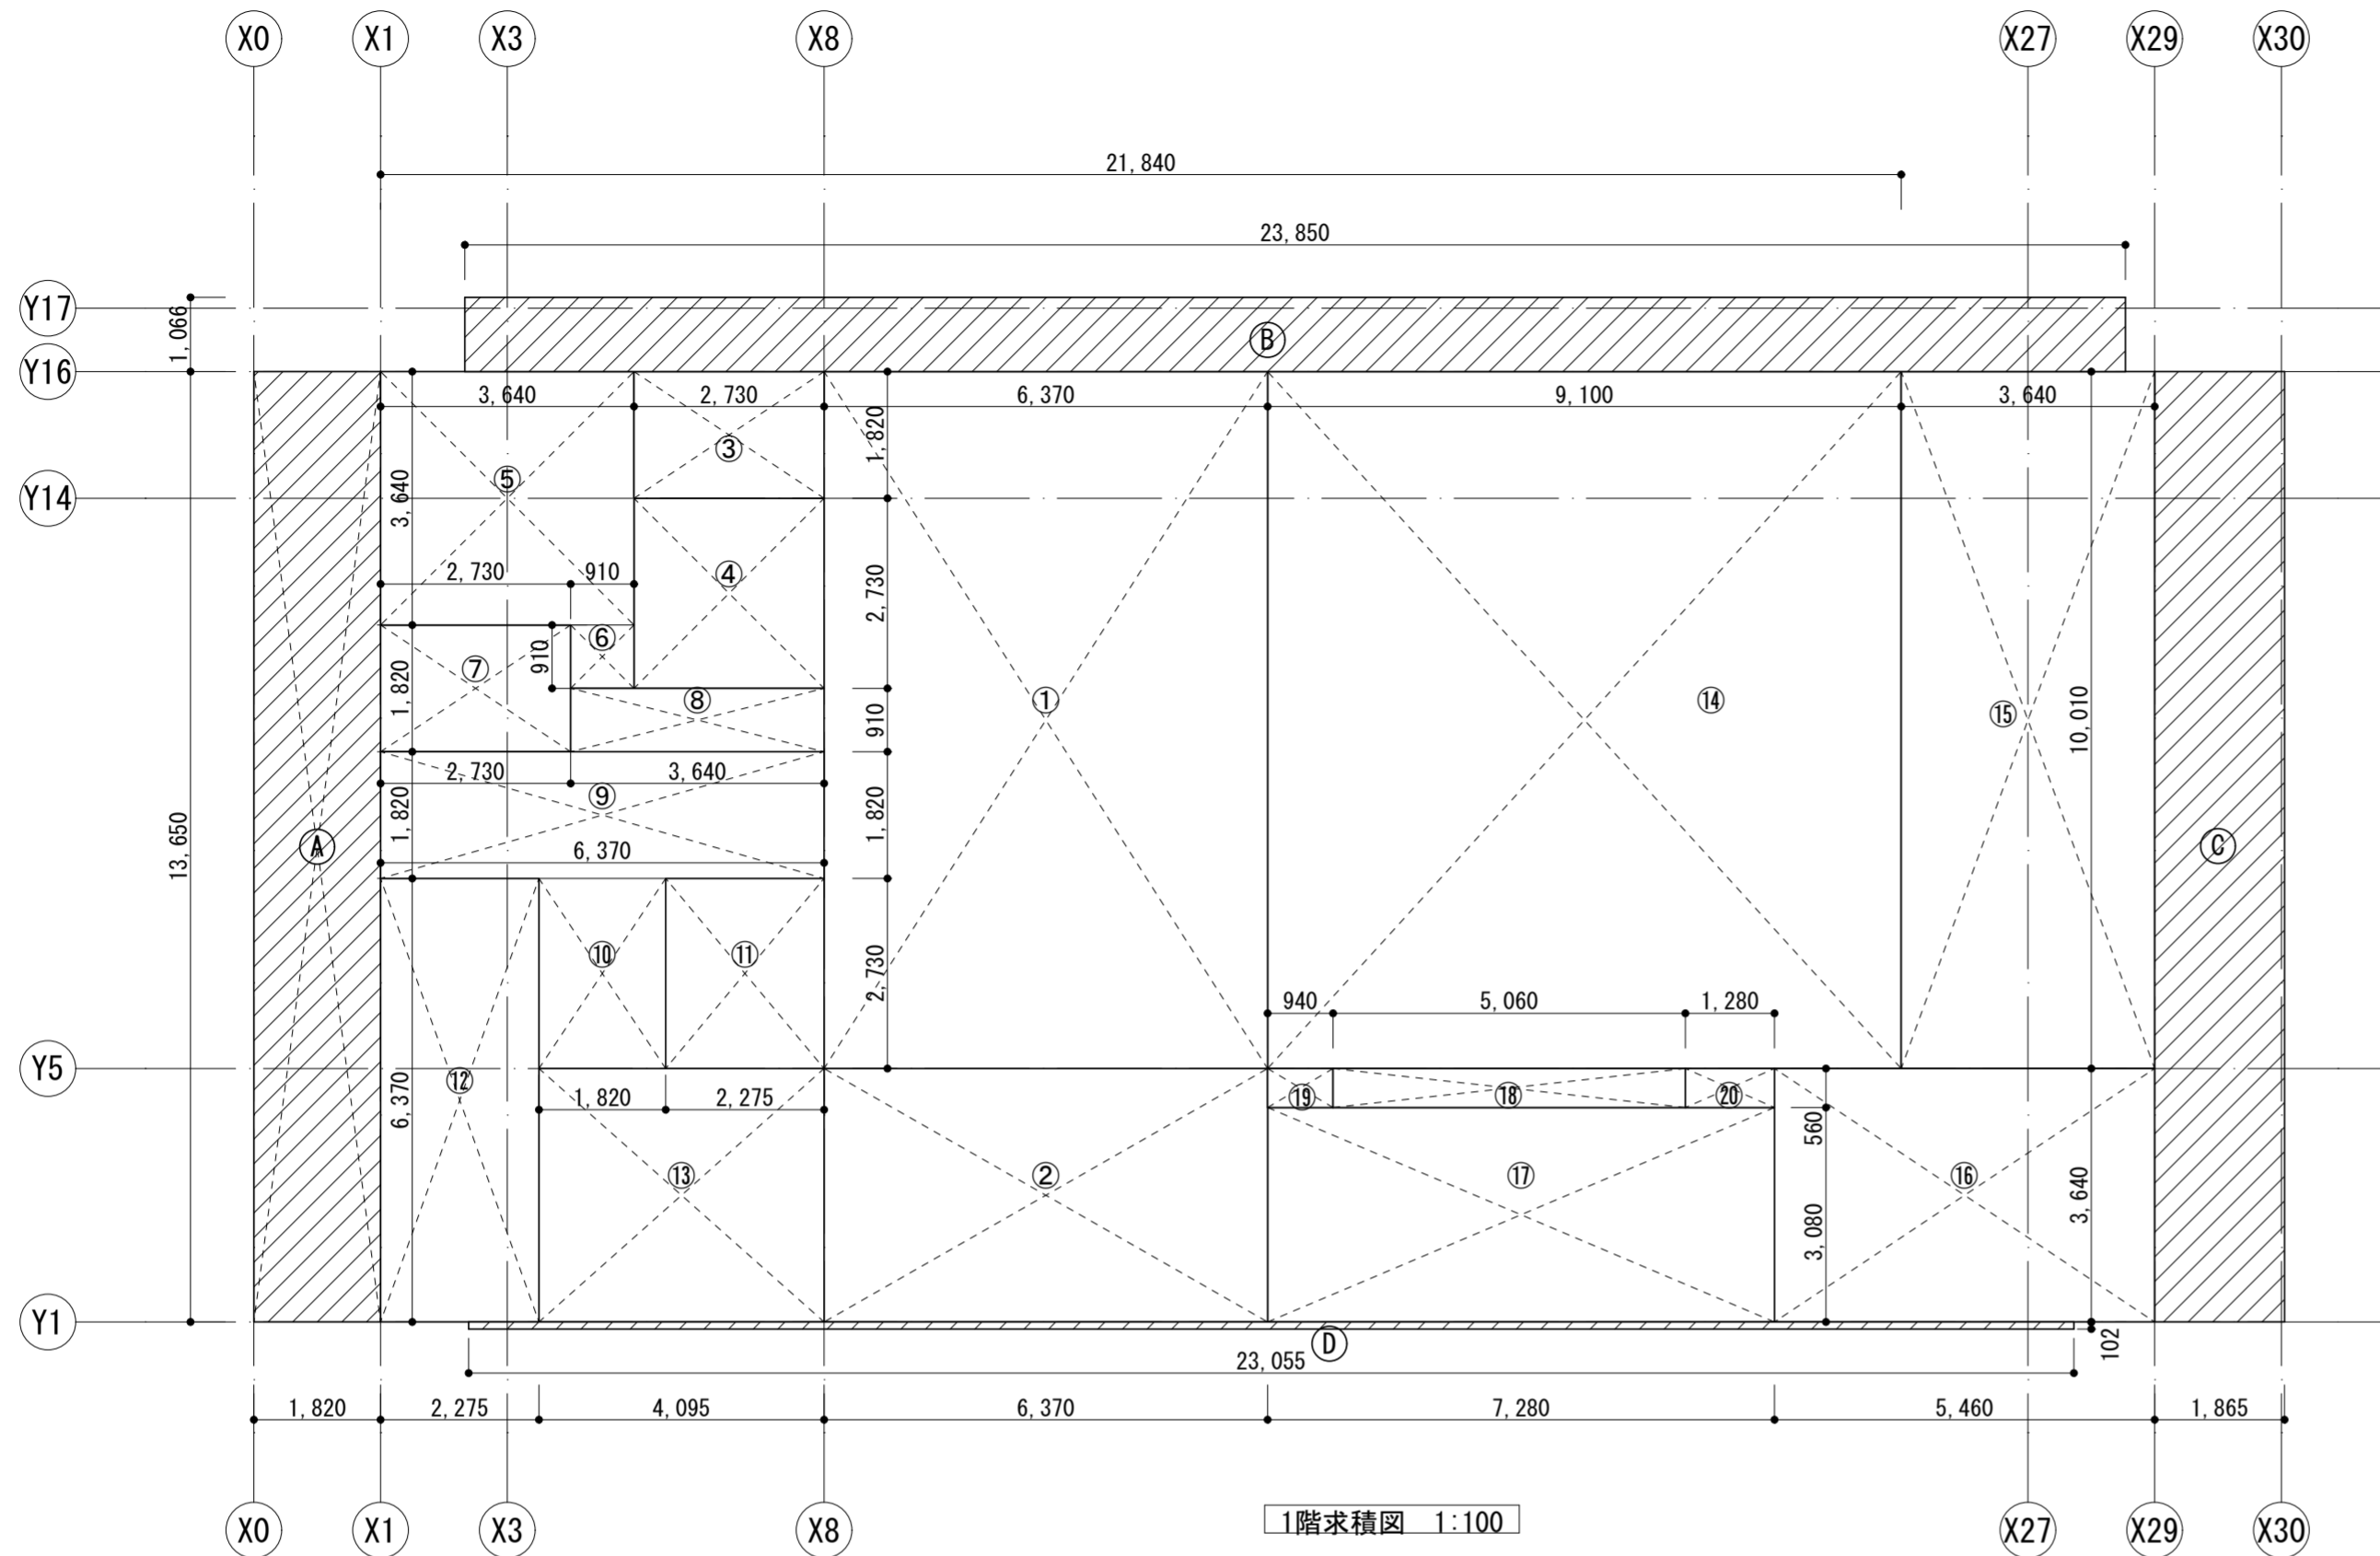 X0 X1 X3 X8 X27 X29 X30
21,840
23,850
Y17
1,066
B
Y16
3,640 2,730 6,370 9,100 3,640
1,820
③
⑤
3,640
Y14
2,730 910
④
2,730
⑥
910
⑦
1,820
⑧
910
①
⑭
⑮
10,010
2,730 3,640
⑨
1,820
1,820
13,650
A
C
6,370
⑩
⑪
2,730
940 5,060 1,280
Y5
⑫
6,370
1,820 2,275
⑲
⑱
⑳
560
⑬
②
⑰
⑯
3,080
3,640
Y1
D
102
23,055
1,820 2,275 4,095 6,370 7,280 5,460 1,865
1階求積図 1:100
X0 X1 X3 X8 X27 X29 X30